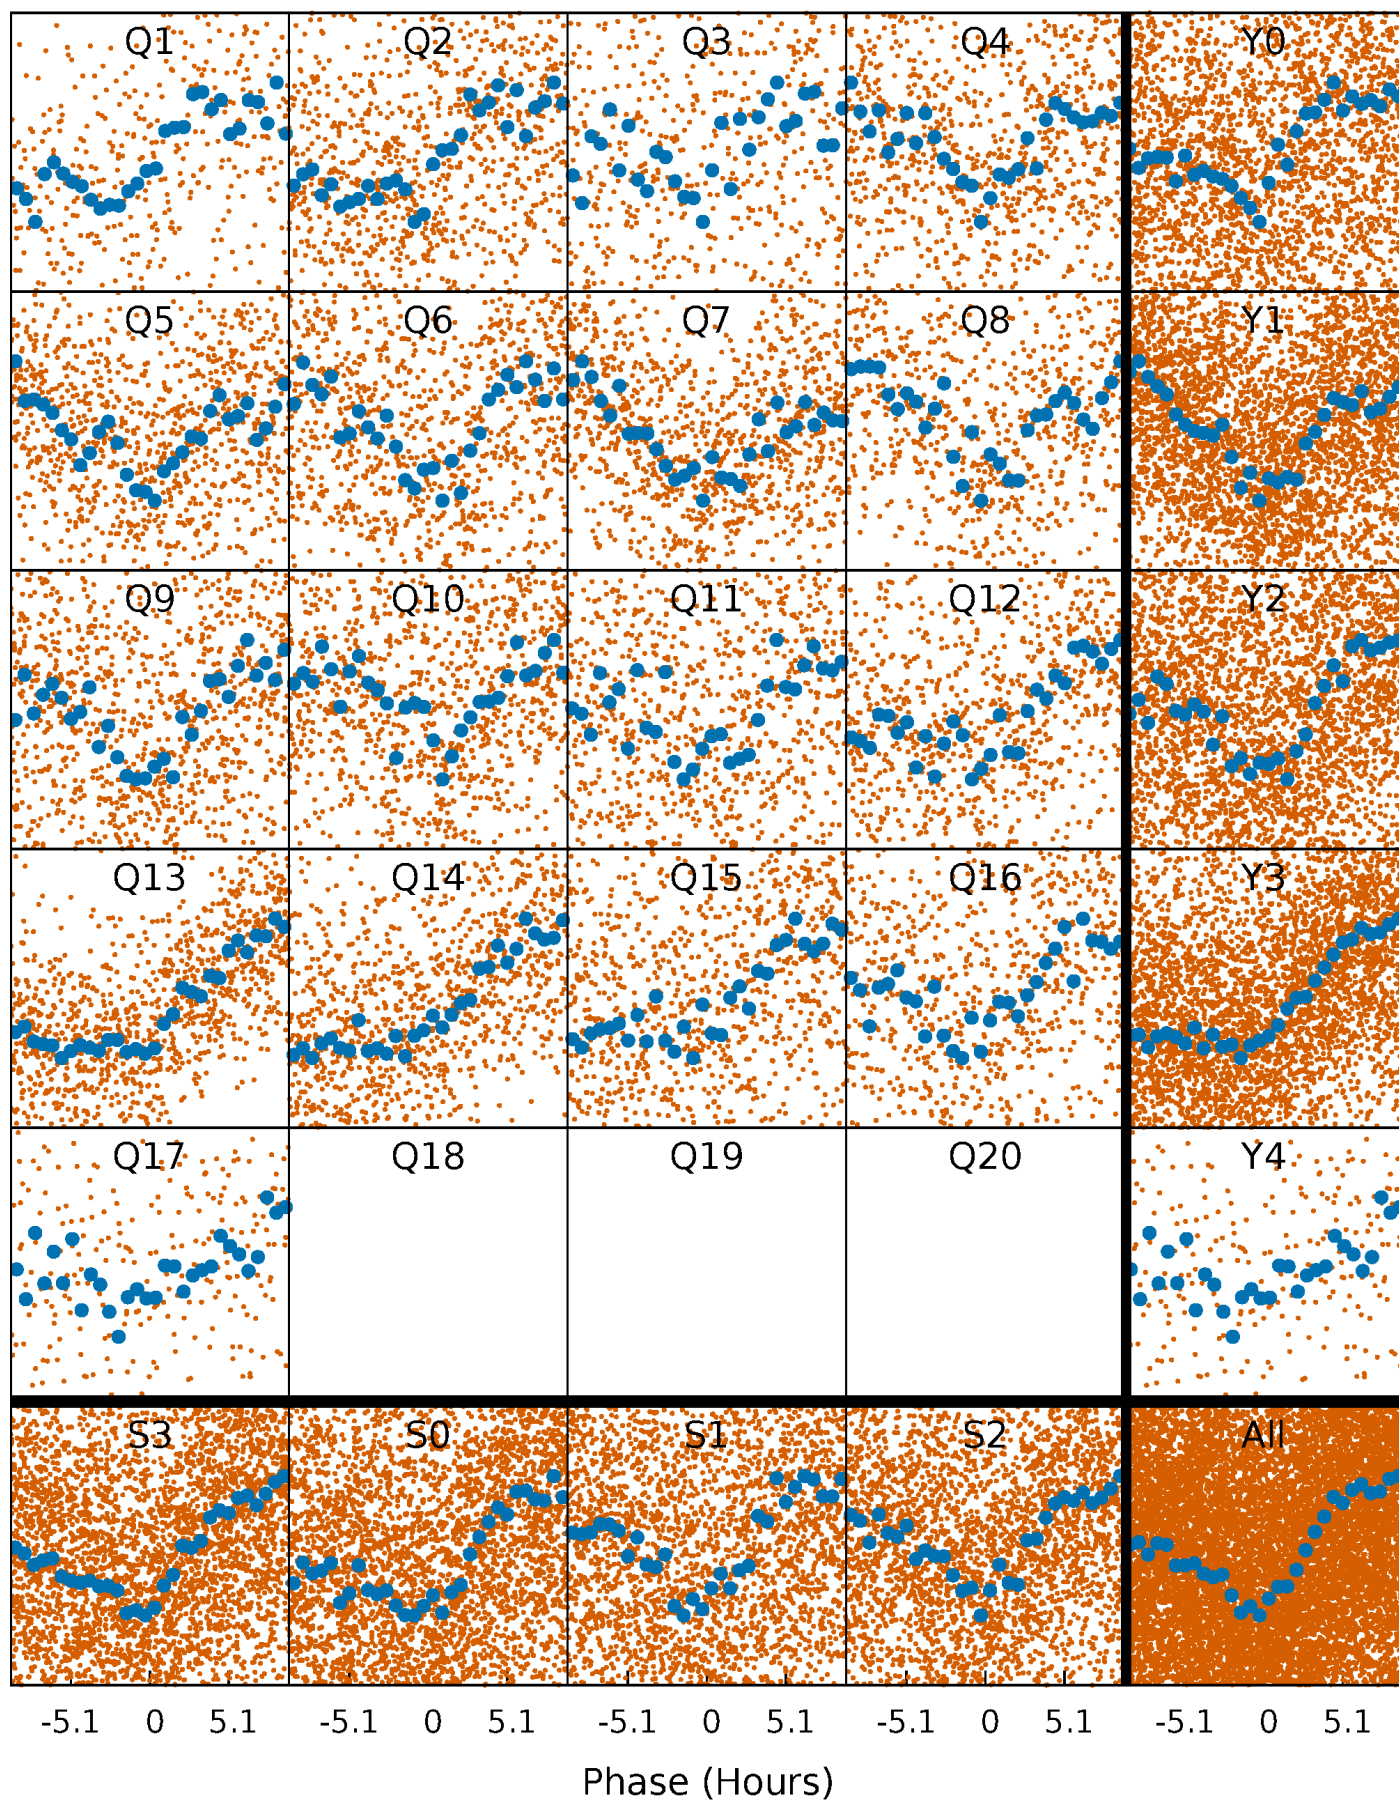 Q1 Q2 Q3 Q4 Y0
Q5 Q6 Q7 Q8 Y1
Q9 Q10 Q11 Q12 Y2
Q13 Q14 Q15 Q16 Y3
Q17 Q18 Q19 Q20 Y4
S3 S0 S1 S2 All
-5.1 0 5.1 -5.1 0 5.1 -5.1 0 5.1 -5.1 0 5.1 -5.1 0 5.1
Phase (Hours)